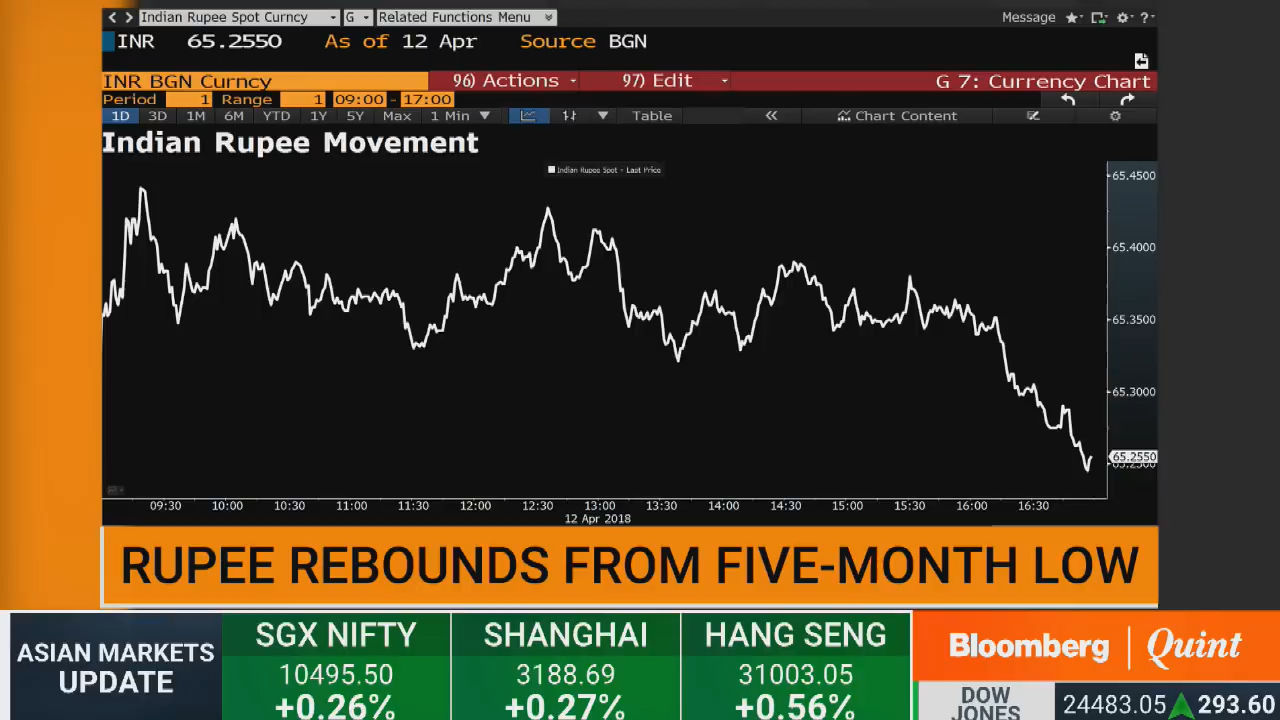 Indian Rupee Spot Curncy G Related Functions Menu Message ?
INR 65.2550 As of 12 Apr Source BGN
INR BGN Curncy 96) Actions 97) Edit G 7: Currency Chart
Period 1 Range 1 09:00 - 17:00
1D 3D 1M 6M YTD 1Y 5Y Max 1 Min Table « Chart Content
Indian Rupee Movement
Indian Rupee Spot - Last Price
65.4500
65.4000
65.3500
65.3000
65.2550
09:30 10:00 10:30 11:00 11:30 12:00 12:30 13:00 13:30 14:00 14:30 15:00 15:30 16:00 16:30
12 Apr 2018
RUPEE REBOUNDS FROM FIVE-MONTH LOW
ASIAN MARKETS
UPDATE
SGX NIFTY
10495.50
+0.26%
SHANGHAI
3188.69
+0.27%
HANG SENG
31003.05
+0.56%
Bloomberg | Quint
DOW
JONES
24483.05 293.60